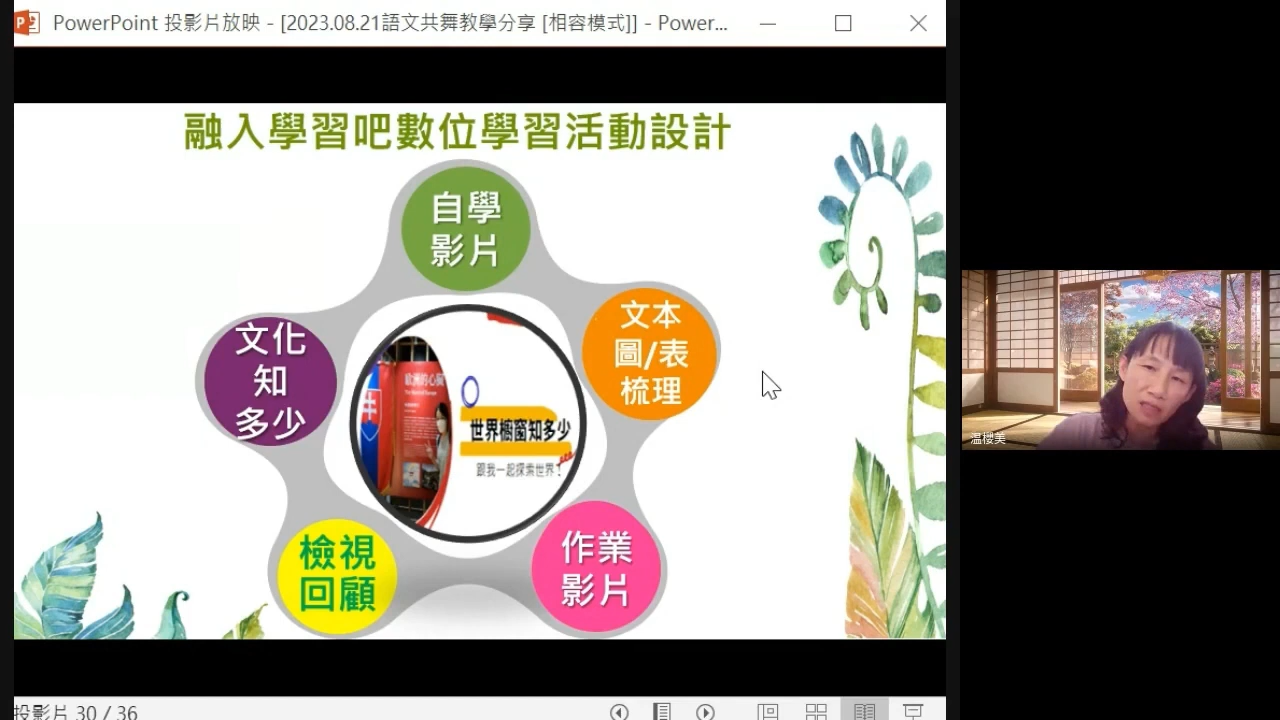 PowerPoint 投影片放映 - [2023.08.21語文共舞教學分享 [相容模式]] - Power...
融入學習吧數位學習活動設計
自學
影片
文本
圖/表
梳理
文化
知
多少
世界櫥窗知多少
跟我一起探索世界！
檢視
回顧
作業
影片
温櫻美
投影片 30 / 36